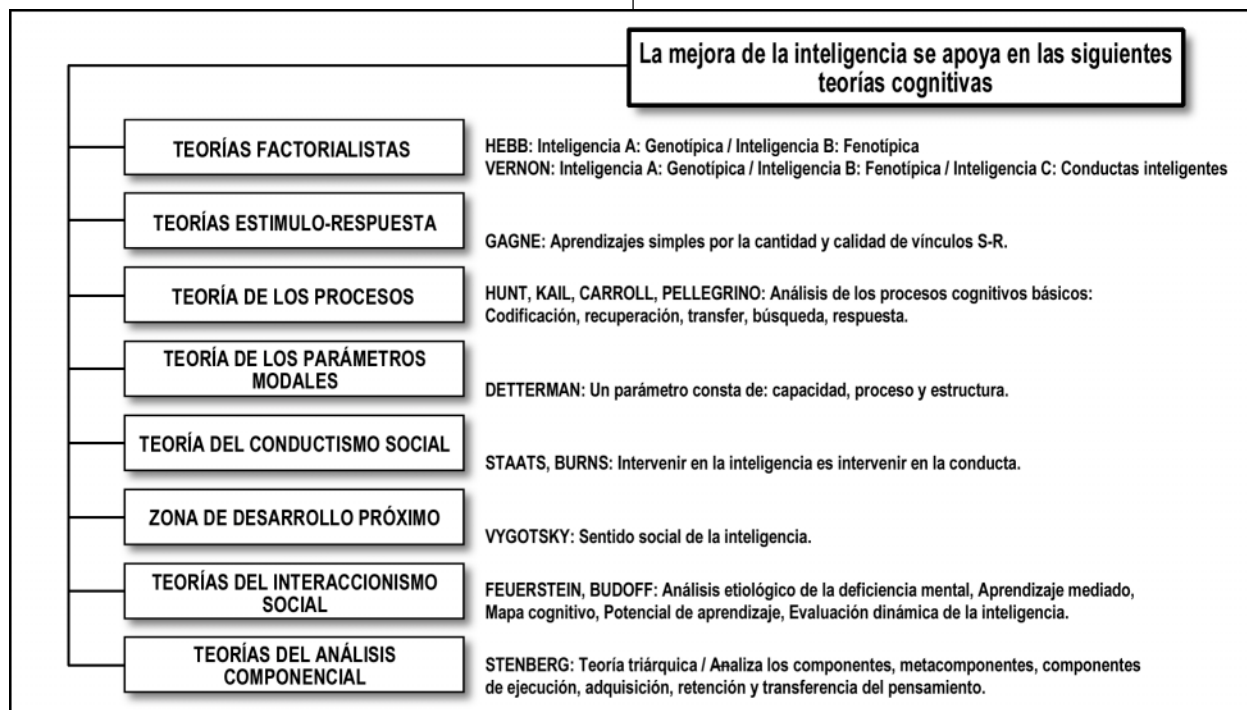 La mejora de la inteligencia se apoya en las siguientes
teorías cognitivas
TEORÍAS FACTORIALISTAS
HEBB: Inteligencia A: Genotípica / Inteligencia B: Fenotípica
VERNON: Inteligencia A: Genotípica / Inteligencia B: Fenotípica / Inteligencia C: Conductas inteligentes
TEORÍAS ESTIMULO-RESPUESTA
GAGNE: Aprendizajes simples por la cantidad y calidad de vínculos S-R.
TEORÍA DE LOS PROCESOS
HUNT, KAIL, CARROLL, PELLEGRINO: Análisis de los procesos cognitivos básicos:
Codificación, recuperación, transfer, búsqueda, respuesta.
TEORÍA DE LOS PARÁMETROS
MODALES
DETTERMAN: Un parámetro consta de: capacidad, proceso y estructura.
TEORÍA DEL CONDUCTISMO SOCIAL
STAATS, BURNS: Intervenir en la inteligencia es intervenir en la conducta.
ZONA DE DESARROLLO PRÓXIMO
VYGOTSKY: Sentido social de la inteligencia.
TEORÍAS DEL INTERACCIONISMO
SOCIAL
FEUERSTEIN, BUDOFF: Análisis etiológico de la deficiencia mental, Aprendizaje mediado,
Mapa cognitivo, Potencial de aprendizaje, Evaluación dinámica de la inteligencia.
TEORÍAS DEL ANÁLISIS
COMPONENCIAL
STENBERG: Teoría triárquica / Analiza los componentes, metacomponentes, componentes
de ejecución, adquisición, retención y transferencia del pensamiento.